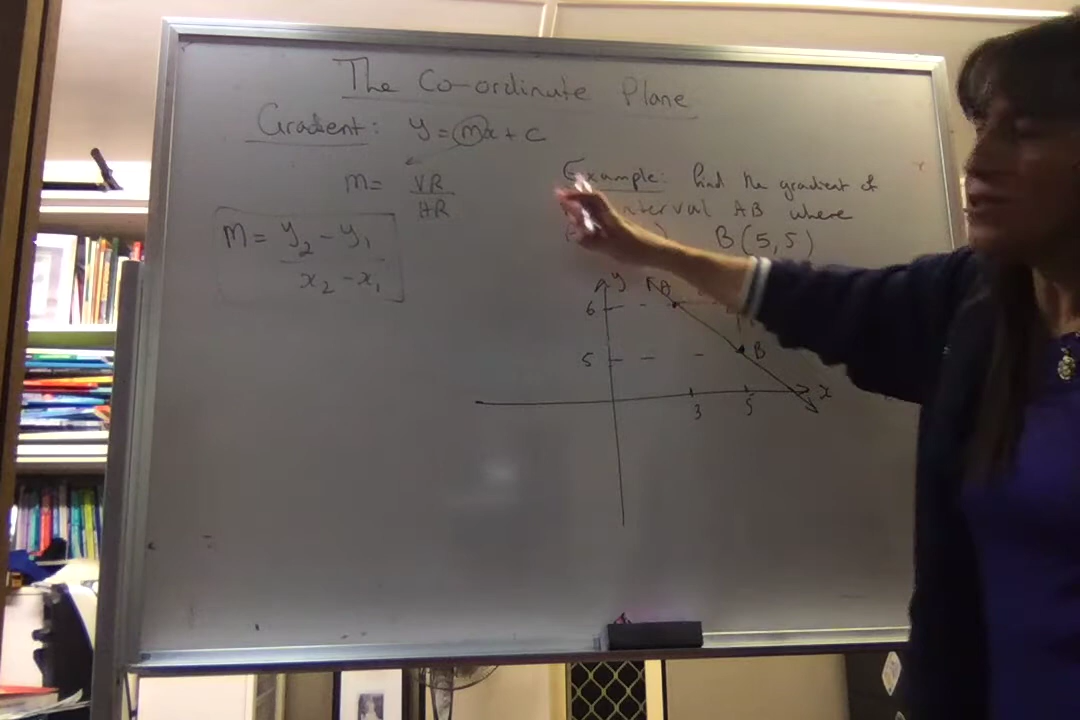 The Co-ordinate Plane
Gradient: y = mx + c
m = VR
HR
m = y₂ - y₁
x₂ - x₁
Example: find the gradient of
interval AB where
B(5,5)
y
A
6
5
B
x
3
5